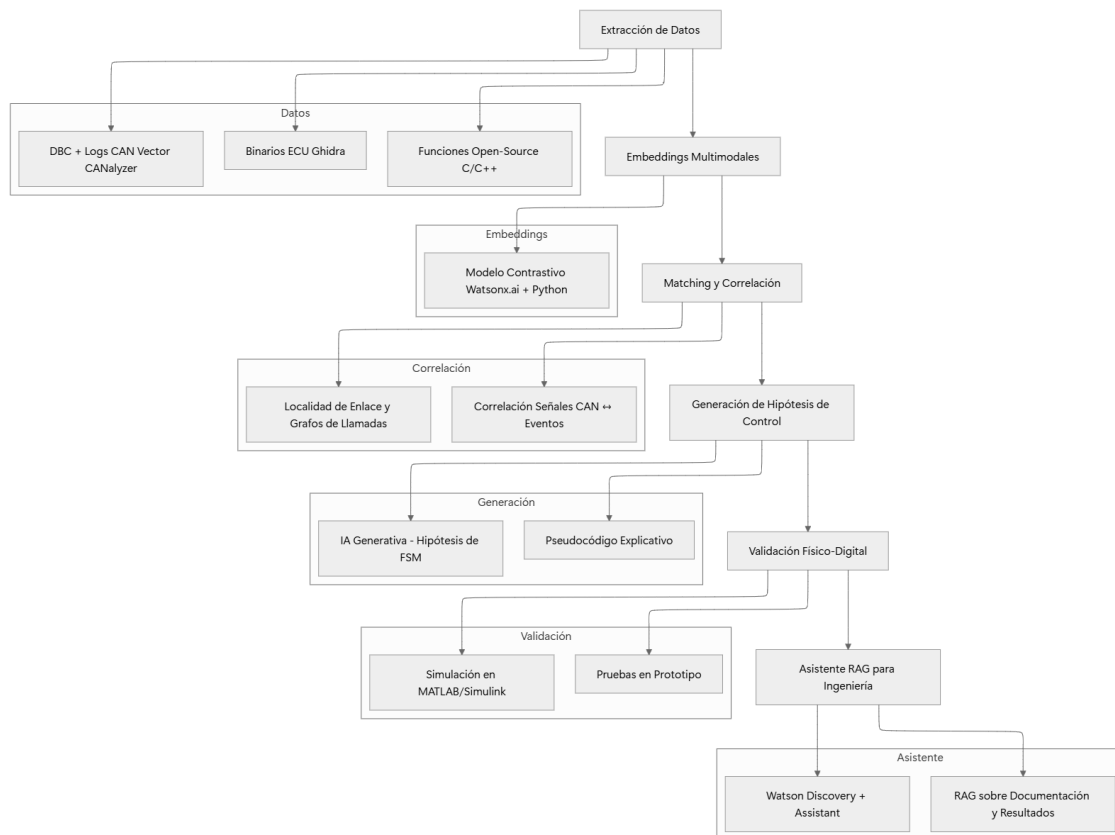 Extracción de Datos
Datos
DBC + Logs CAN Vector
CANalyzer
Binarios ECU Ghidra
Funciones Open-Source
C/C++
Embeddings Multimodales
Embeddings
Modelo Contrastivo
Watsonx.ai + Python
Matching y Correlación
Correlación
Localidad de Enlace y
Grafos de Llamadas
Correlación Señales CAN ↔
Eventos
Generación de Hipótesis de
Control
Generación
IA Generativa - Hipótesis de
FSM
Pseudocódigo Explicativo
Validación Físico-Digital
Validación
Simulación en
MATLAB/Simulink
Pruebas en Prototipo
Asistente RAG para
Ingeniería
Asistente
Watson Discovery +
Assistant
RAG sobre Documentación
y Resultados